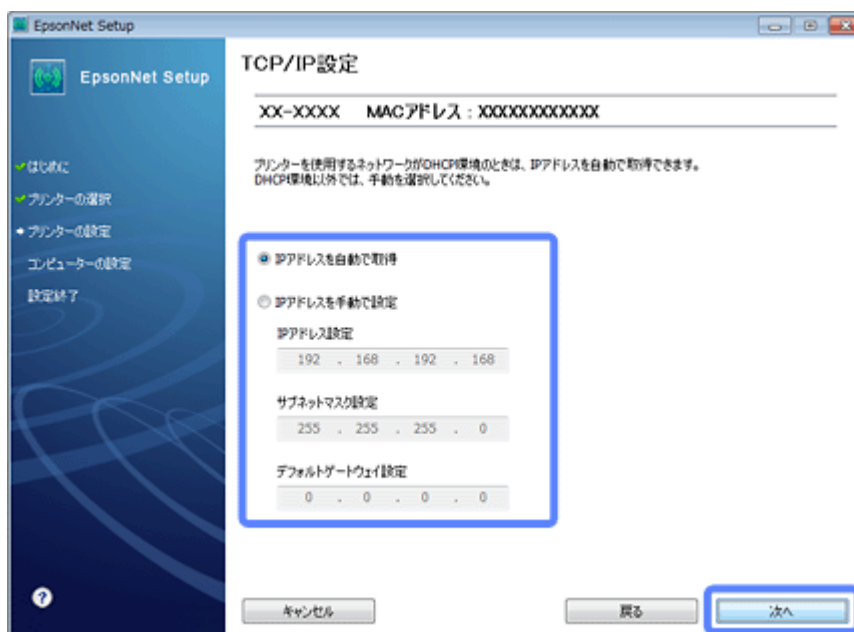 EpsonNet Setup
EpsonNet Setup
はじめに
プリンターの選択
プリンターの設定
コンピューターの設定
設定終了
TCP/IP設定
XX-XXXX MACアドレス：XXXXXXXXXXXX
プリンターを使用するネットワークがDHCP環境のときは、IPアドレスを自動で取得できます。
DHCP環境以外では、手動を選択してください。
IPアドレスを自動で取得
IPアドレスを手動で設定
IPアドレス設定
192 . 168 . 192 . 168
サブネットマスク設定
255 . 255 . 255 . 0
デフォルトゲートウェイ設定
0 . 0 . 0 . 0
?
キャンセル
戻る
次へ